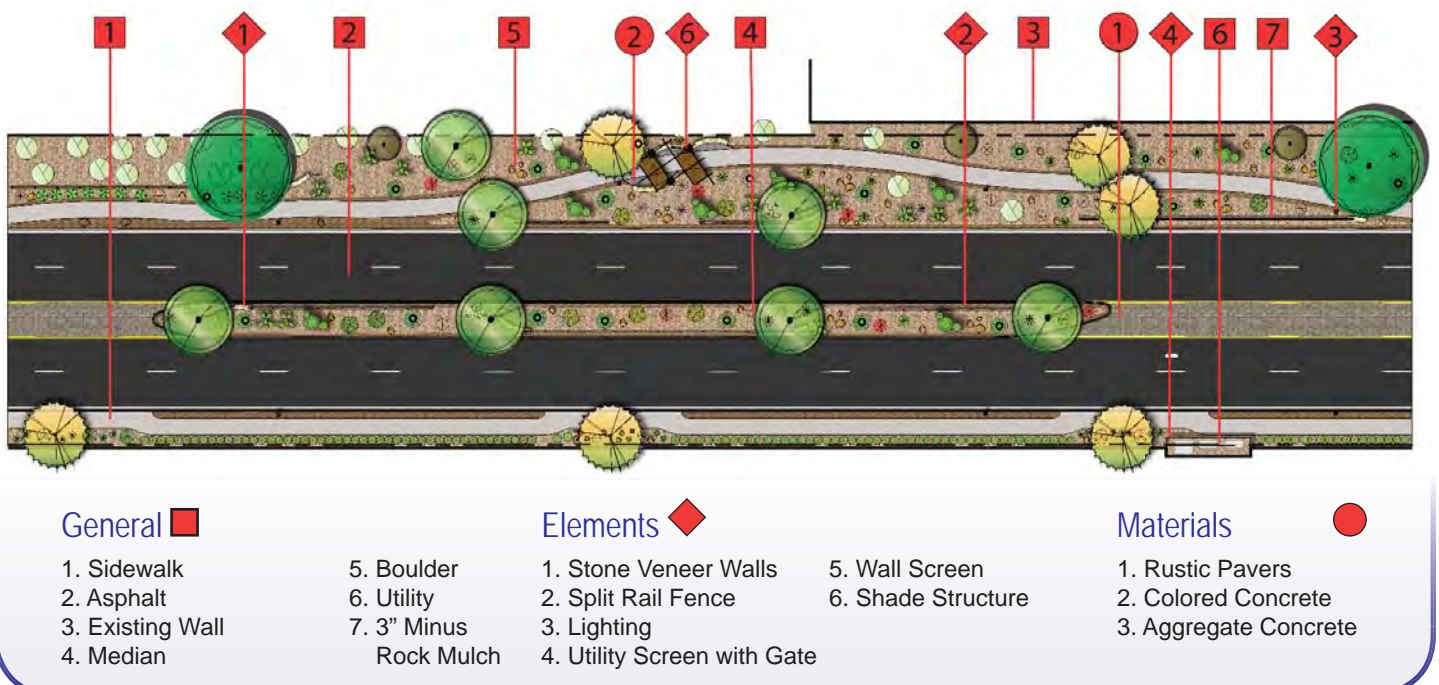 1 1 2 5 2 6 4 2 3 1 4 6 7 3
General
1. Sidewalk
2. Asphalt
3. Existing Wall
4. Median
5. Boulder
6. Utility
7. 3” Minus
Rock Mulch
Elements
1. Stone Veneer Walls
2. Split Rail Fence
3. Lighting
4. Utility Screen with Gate
5. Wall Screen
6. Shade Structure
Materials
1. Rustic Pavers
2. Colored Concrete
3. Aggregate Concrete